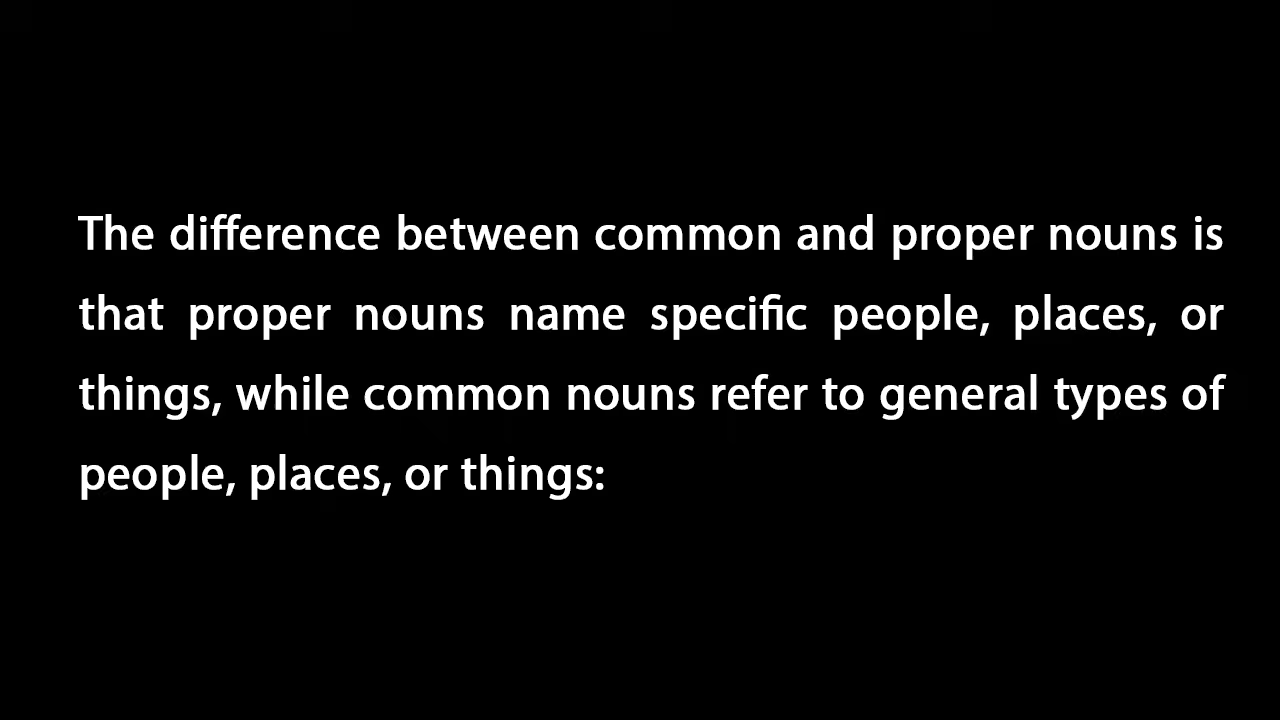 The difference between common and proper nouns is
that proper nouns name specific people, places, or
things, while common nouns refer to general types of
people, places, or things: